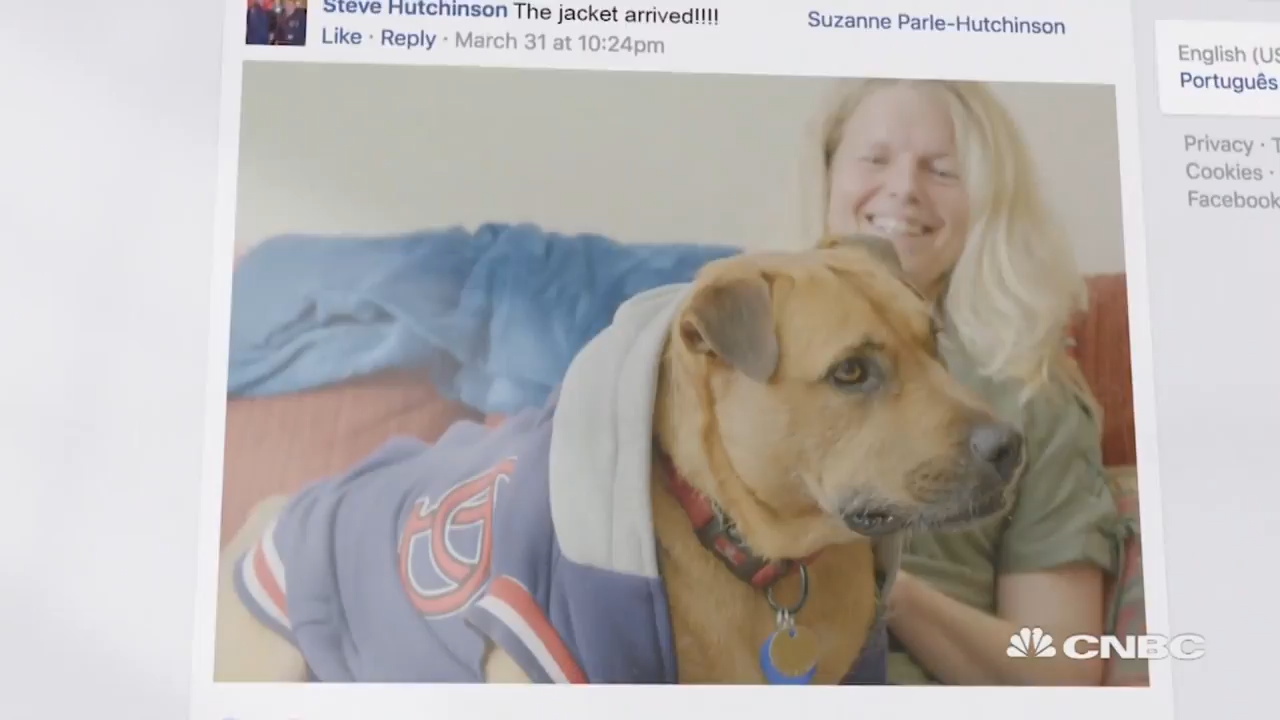 Steve Hutchinson The jacket arrived!!!!
Like · Reply · March 31 at 10:24pm
Suzanne Parle-Hutchinson
English (US
Português
Privacy ·
Cookies ·
Facebook
CNBC